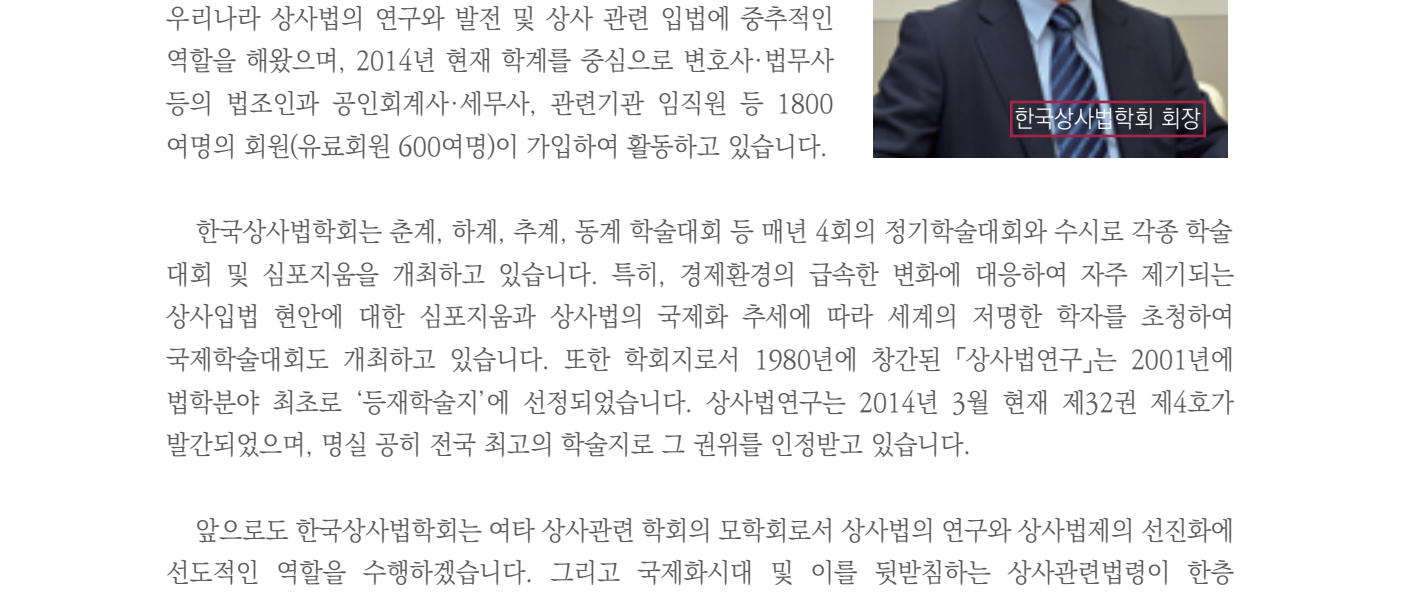 우리나라 상사법의 연구와 발전 및 상사 관련 입법에 중추적인
역할을 해왔으며, 2014년 현재 학계를 중심으로 변호사·법무사
등의 법조인과 공인회계사·세무사, 관련기관 임직원 등 1800
여명의 회원(유료회원 600여명)이 가입하여 활동하고 있습니다.
한국상사법학회 회장
한국상사법학회는 춘계, 하계, 추계, 동계 학술대회 등 매년 4회의 정기학술대회와 수시로 각종 학술
대회 및 심포지움을 개최하고 있습니다. 특히, 경제환경의 급속한 변화에 대응하여 자주 제기되는
상사입법 현안에 대한 심포지움과 상사법의 국제화 추세에 따라 세계의 저명한 학자를 초청하여
국제학술대회도 개최하고 있습니다. 또한 학회지로서 1980년에 창간된 「상사법연구」는 2001년에
법학분야 최초로 ‘등재학술지’에 선정되었습니다. 상사법연구는 2014년 3월 현재 제32권 제4호가
발간되었으며, 명실 공히 전국 최고의 학술지로 그 권위를 인정받고 있습니다.
앞으로도 한국상사법학회는 여타 상사관련 학회의 모학회로서 상사법의 연구와 상사법제의 선진화에
선도적인 역할을 수행하겠습니다. 그리고 국제화시대 및 이를 뒷받침하는 상사관련법령이 한층